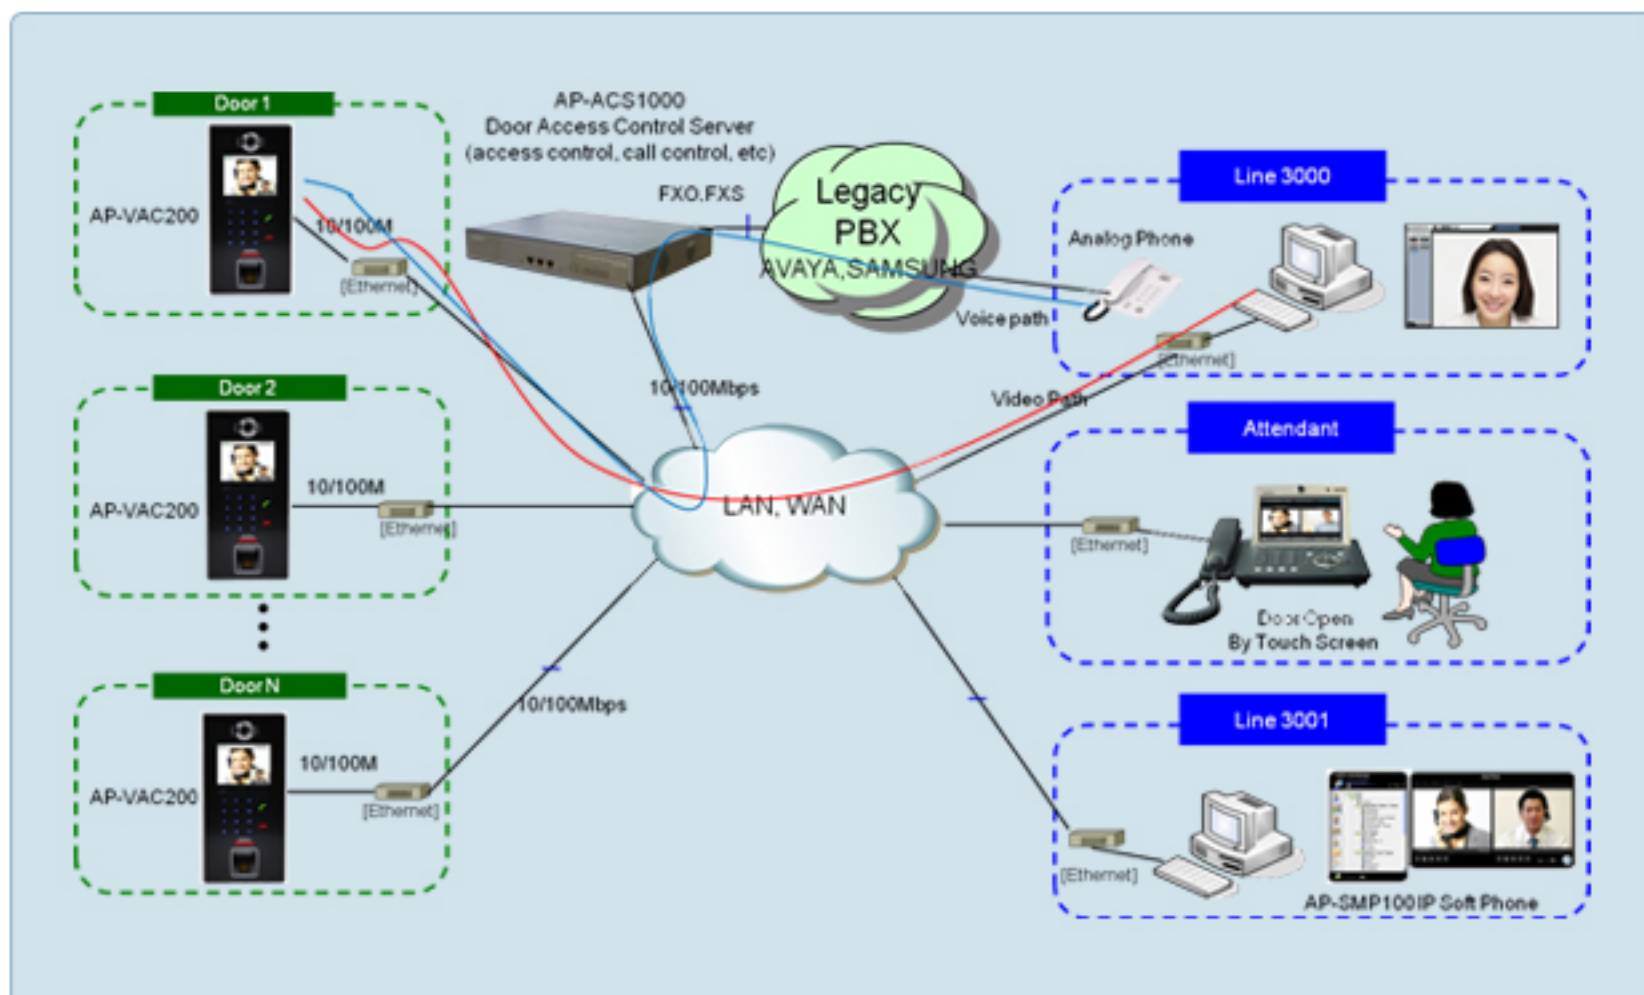 Door 1
AP-VAC200
10/100M
[Ethernet]
AP-ACS1000
Door Access Control Server
(access control, call control, etc)
FXO.FXS
Legacy
PBX
AVAYA,SAMSUNG
Voice path
Line 3000
Analog Phone
[Ethernet]
10/100Mbps
Video Path
Door 2
AP-VAC200
10/100M
[Ethernet]
LAN, WAN
Attendant
[Ethernet]
Door Open
By Touch Screen
Door N
AP-VAC200
10/100M
[Ethernet]
10/100Mbps
Line 3001
[Ethernet]
AP-SMP100 IP Soft Phone